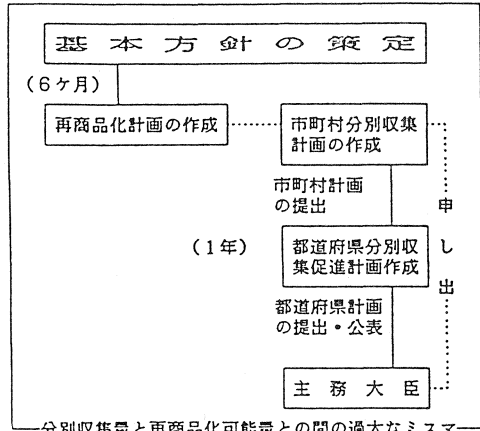 基本方針の策定
(6ケ月)
再商品化計画の作成
市町村分別収集
計画の作成
市町村計画
の提出
申し出
(1年)
都道府県分別収
集促進計画作成
都道府県計画
の提出・公表
主務大臣
分別収集量と再商品化可能量との間の過大なミスマ